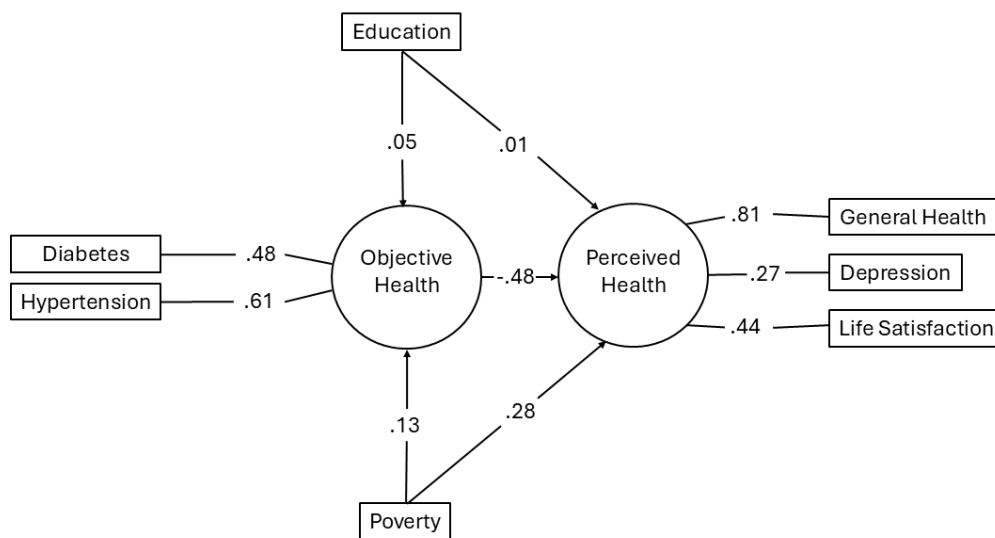 Education
.05
.01
Diabetes
.48
Hypertension
.61
Objective
Health
-.48
Perceived
Health
.81
General Health
.27
Depression
.44
Life Satisfaction
.13
.28
Poverty